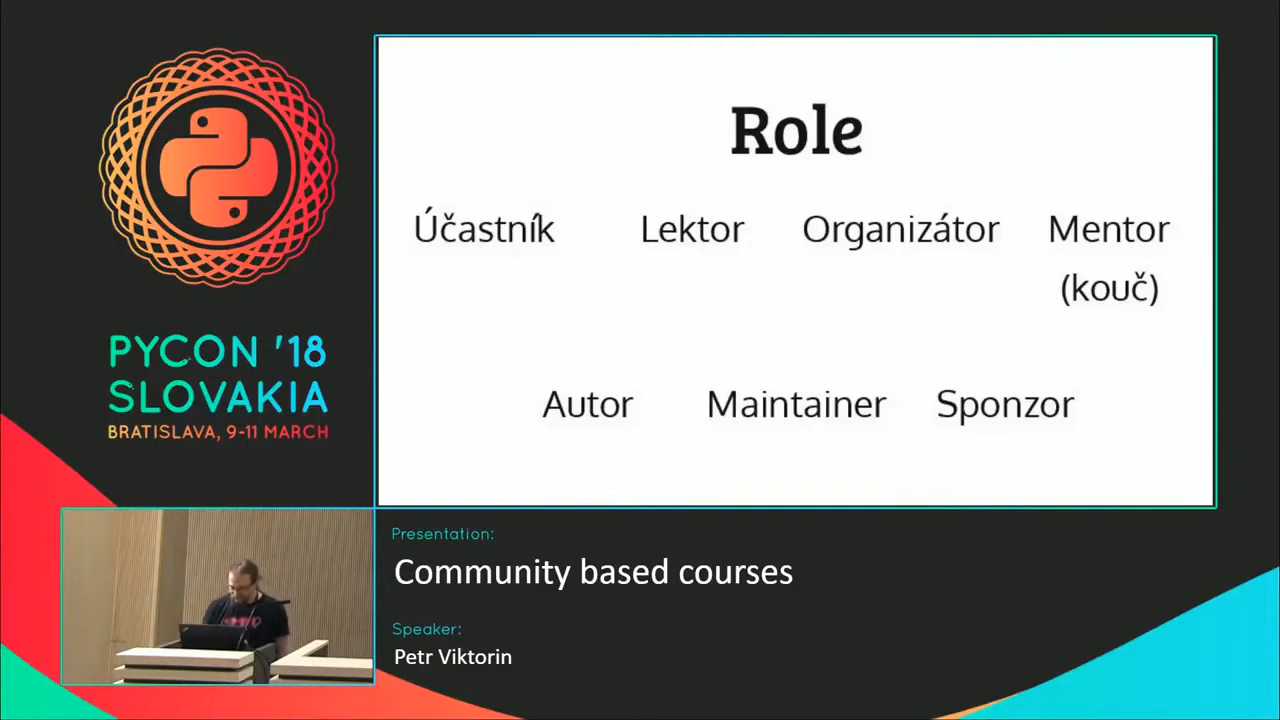 Role
Účastník Lektor Organizátor Mentor
(kouč)
Autor Maintainer Sponzor
PYCON '18
SLOVAKIA
BRATISLAVA, 9-11 MARCH
Presentation:
Community based courses
Speaker:
Petr Viktorin